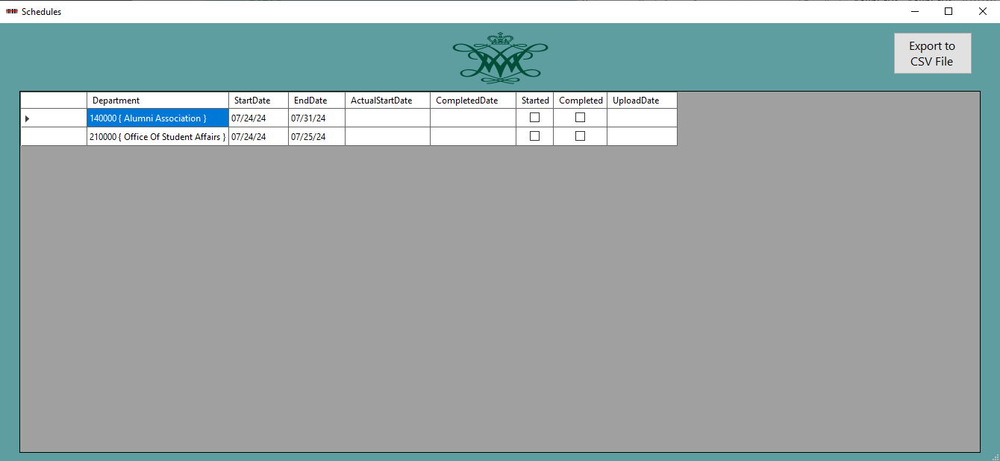 Schedules
Export to
CSV File
Department StartDate EndDate ActualStartDate CompletedDate Started Completed UploadDate
140000 { Alumni Association } 07/24/24 07/31/24
210000 { Office Of Student Affairs } 07/24/24 07/25/24